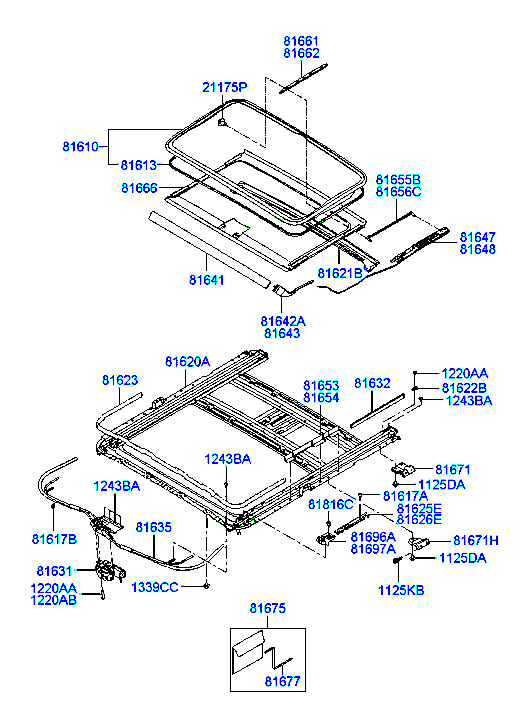 81661
81662
21175P
81610
81613
81666
81655B
81656C
81647
81648
81621B
81641
81642A
81643
81620A
81623
81653
81654
81632
1220AA
81622B
1243BA
1243BA
81671
1125DA
1243BA
81617A
81816C
81625E
81626E
81635
81617B
81696A
81697A
81671H
81631
1125DA
1220AA
1220AB
1339CC
1125KB
81675
81677